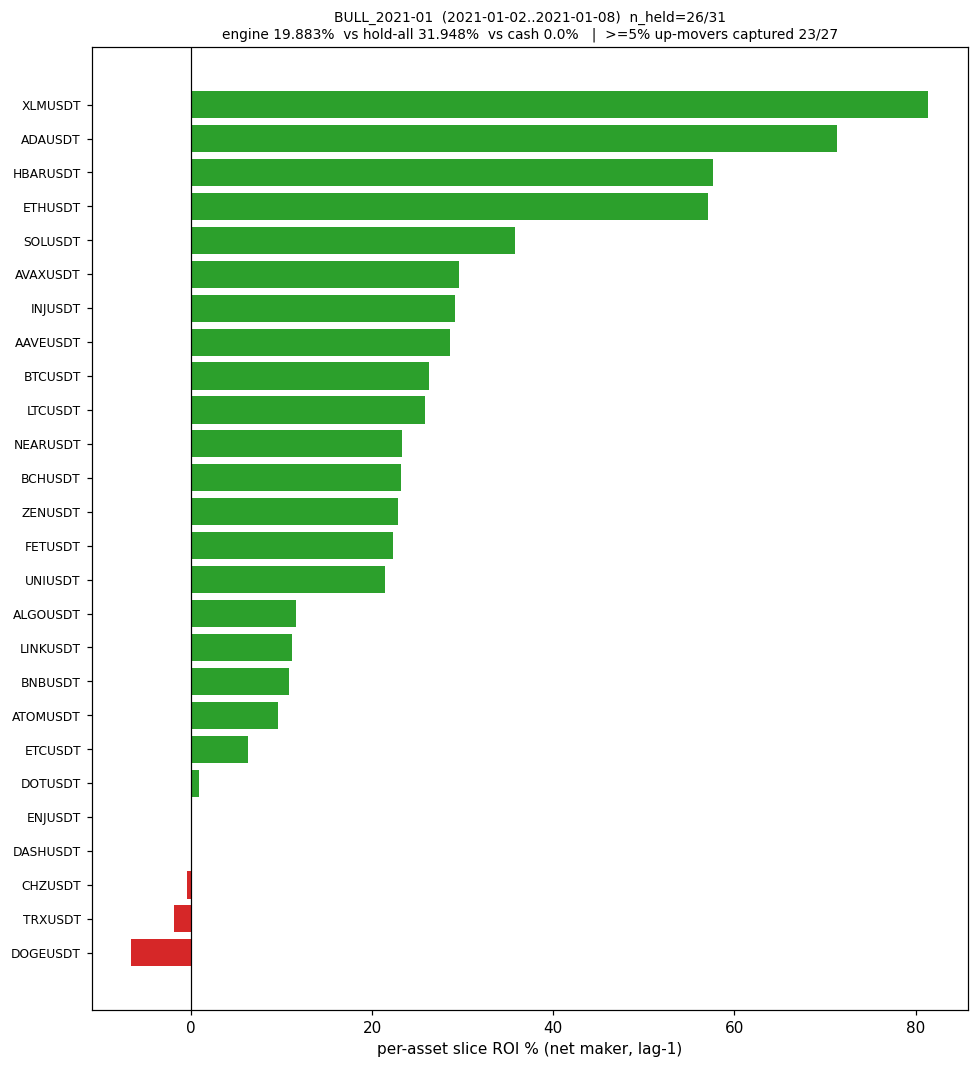 BULL_2021-01  (2021-01-02..2021-01-08)  n_held=26/31
engine 19.883%  vs hold-all 31.948%  vs cash 0.0%   |  >=5% up-movers captured 23/27
XLMUSDT
ADAUSDT
HBARUSDT
ETHUSDT
SOLUSDT
AVAXUSDT
INJUSDT
AAVEUSDT
BTCUSDT
LTCUSDT
NEARUSDT
BCHUSDT
ZENUSDT
FETUSDT
UNIUSDT
ALGOUSDT
LINKUSDT
BNBUSDT
ATOMUSDT
ETCUSDT
DOTUSDT
ENJUSDT
DASHUSDT
CHZUSDT
TRXUSDT
DOGEUSDT
0 20 40 60 80
per-asset slice ROI % (net maker, lag-1)